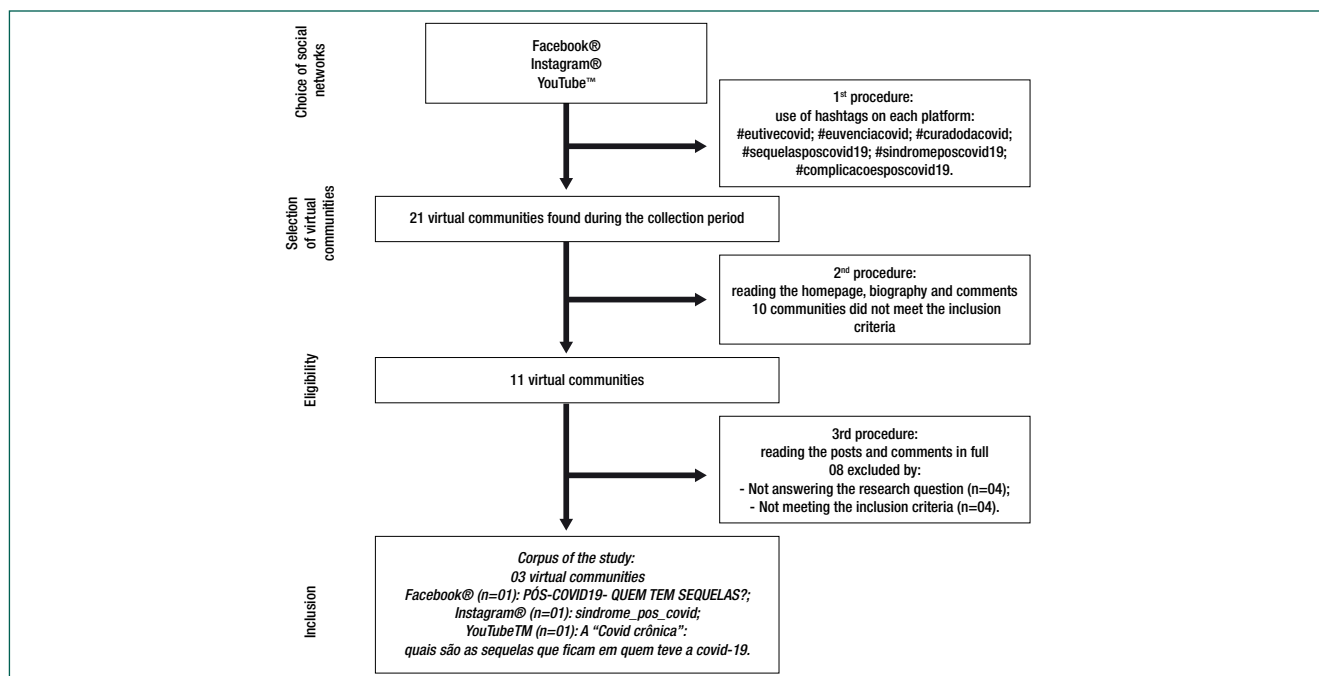 Choice of social
networks
Facebook®
Instagram®
YouTube™
1st procedure:
use of hashtags on each platform:
#eutivecovid; #euvenciacovid; #curadodacovid;
#sequelasposcovid19; #sindromeposcovid19;
#complicacoesposcovid19.
Selection
of virtual
communities
21 virtual communities found during the collection period
2nd procedure:
reading the homepage, biography and comments
10 communities did not meet the inclusion
criteria
Eligibility
11 virtual communities
3rd procedure:
reading the posts and comments in full
08 excluded by:
- Not answering the research question (n=04);
- Not meeting the inclusion criteria (n=04).
Inclusion
Corpus of the study:
03 virtual communities
Facebook® (n=01): PÓS-COVID19- QUEM TEM SEQUELAS?;
Instagram® (n=01): sindrome_pos_covid;
YouTubeTM (n=01): A “Covid crônica”:
quais são as sequelas que ficam em quem teve a covid-19.